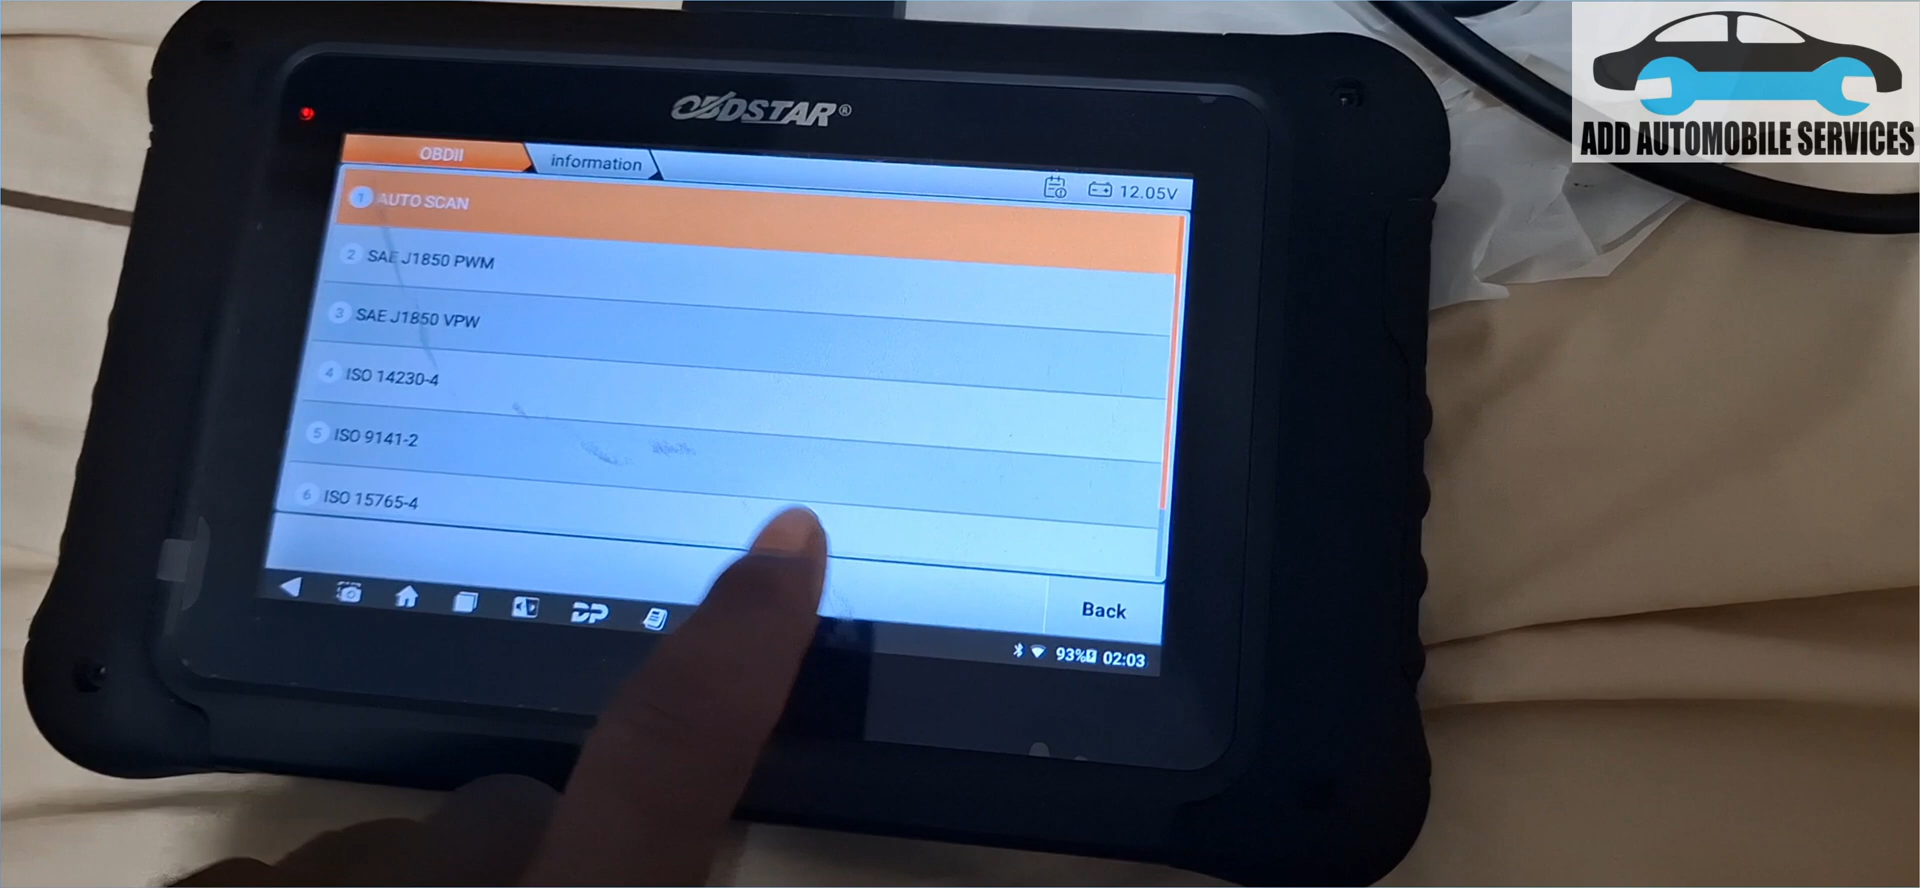 OBDSTAR®
ADD AUTOMOBILE SERVICES
OBDII
information
12.05V
1 AUTO SCAN
2 SAE J1850 PWM
3 SAE J1850 VPW
4 ISO 14230-4
5 ISO 9141-2
6 ISO 15765-4
Back
DP
93% 02:03